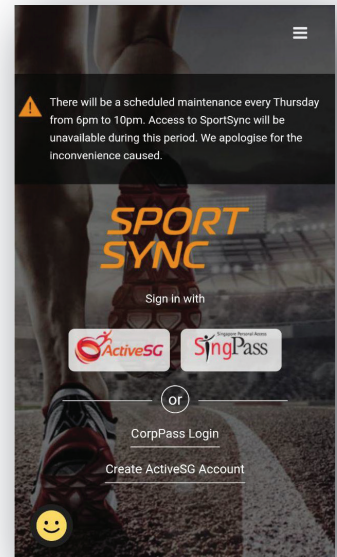 There will be a scheduled maintenance every Thursday
from 6pm to 10pm. Access to SportSync will be
unavailable during this period. We apologise for the
inconvenience caused.
SPORT
SYNC
Sign in with
ActiveSG
Singapore Personal Access
SingPass
or
CorpPass Login
Create ActiveSG Account